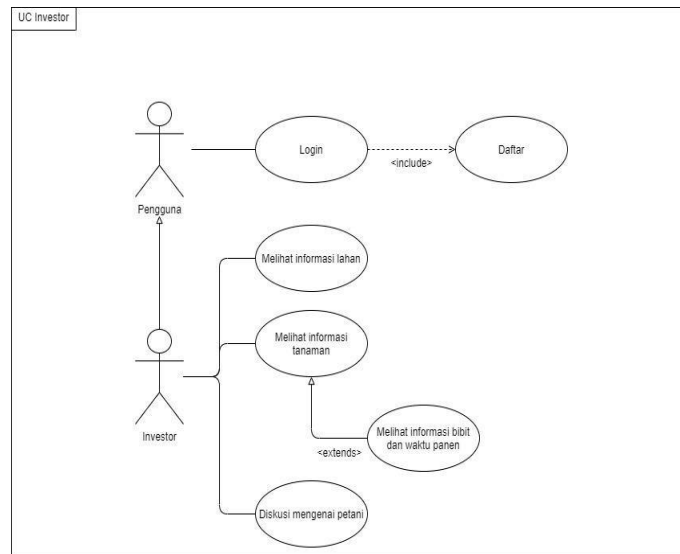 UC Investor
Login
<include>
Daftar
Pengguna
Melihat informasi lahan
Melihat informasi
tanaman
Investor
Melihat informasi bibit
dan waktu panen
<extends>
Diskusi mengenai petani